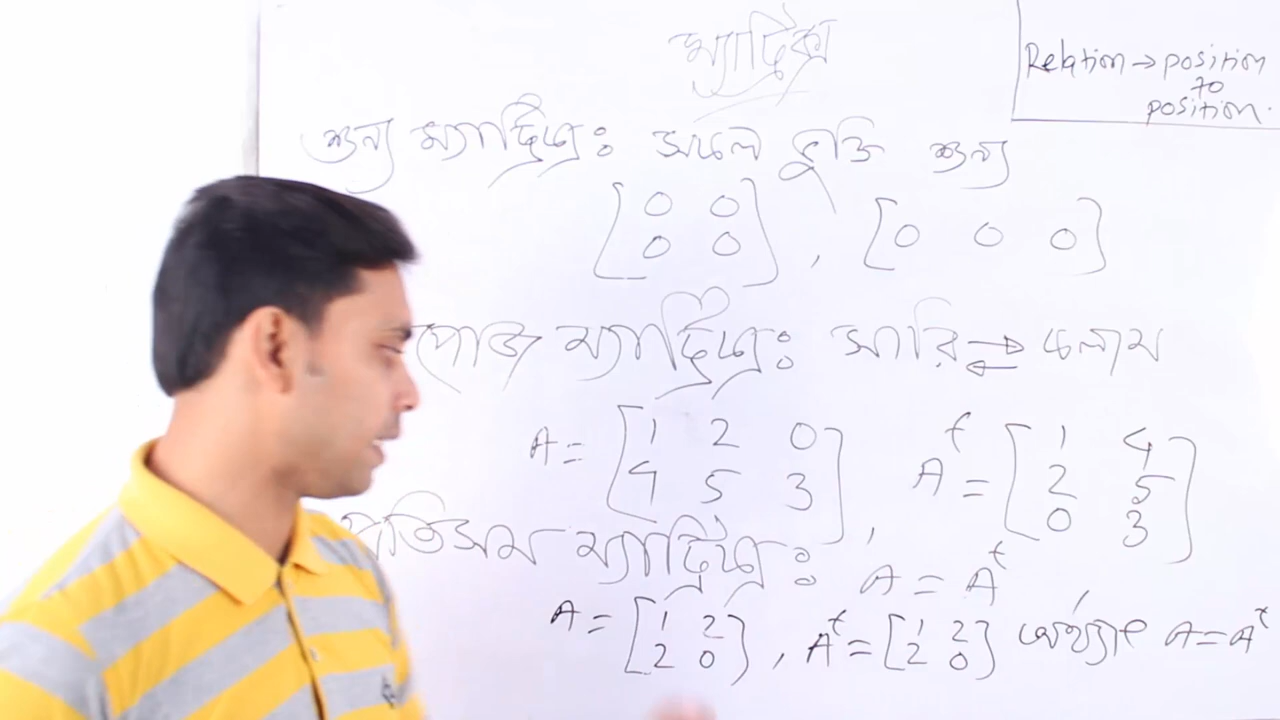 ম্যাট্রিক্স
Relation → position
to
position.
শুন্য ম্যাট্রিক্স: সকল ভুক্তি শুন্য
[0 0
0 0] , [0 0 0]
পোজ ম্যাট্রিক্স: সারি ⇄ কলাম
A = [1 2 0
4 5 3] , Aᵗ = [1 4
2 5
0 3]
প্রতিসম ম্যাট্রিক্স: A = Aᵗ
A = [1 2
2 0] , Aᵗ = [1 2
2 0] অর্থাৎ A = Aᵗ